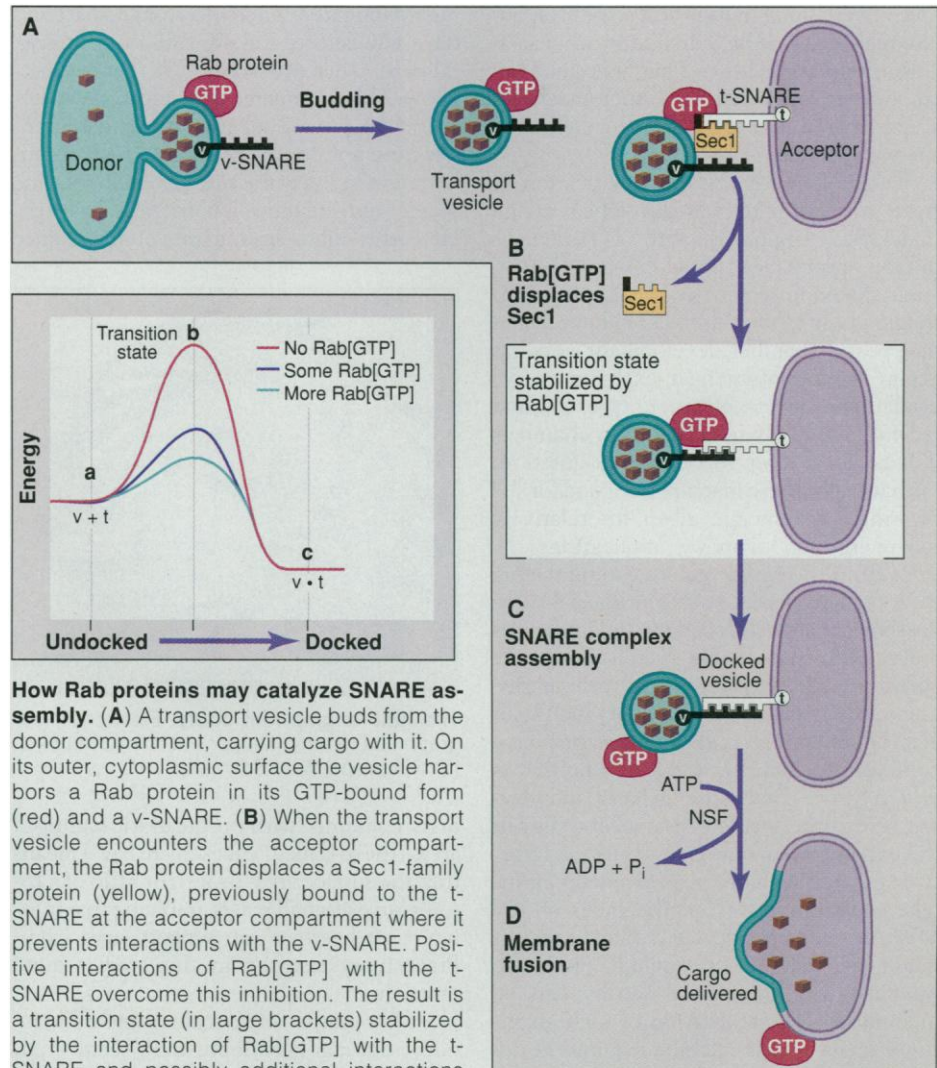 A
Rab protein
GTP
Budding
Donor
v
v-SNARE
GTP
v
Transport
vesicle
t-SNARE
GTP
t
Sec1
Acceptor
v
B
Rab[GTP]
displaces
Sec1
Sec1
Transition state
stabilized by
Rab[GTP]
GTP
t
v
C
SNARE complex
assembly
Docked
vesicle
t
v
GTP
ATP
NSF
ADP + Pi
D
Membrane
fusion
Cargo
delivered
GTP
Transition
state
b
No Rab[GTP]
Some Rab[GTP]
More Rab[GTP]
Energy
a
v + t
c
v • t
Undocked
Docked
How Rab proteins may catalyze SNARE as-
sembly. (A) A transport vesicle buds from the
donor compartment, carrying cargo with it. On
its outer, cytoplasmic surface the vesicle har-
bors a Rab protein in its GTP-bound form
(red) and a v-SNARE. (B) When the transport
vesicle encounters the acceptor compart-
ment, the Rab protein displaces a Sec1-family
protein (yellow), previously bound to the t-
SNARE at the acceptor compartment where it
prevents interactions with the v-SNARE. Posi-
tive interactions of Rab[GTP] with the t-
SNARE overcome this inhibition. The result is
a transition state (in large brackets) stabilized
by the interaction of Rab[GTP] with the t-
SNARE and possibly additional interactions